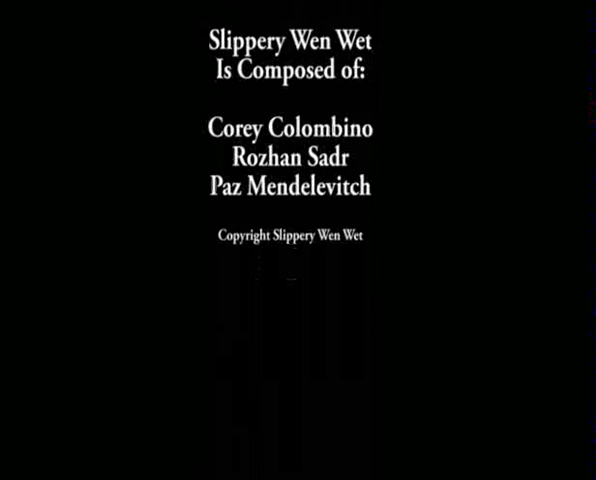 Slippery Wen Wet
Is Composed of:
Corey Colombino
Rozhan Sadr
Paz Mendelevitch
Copyright Slippery Wen Wet